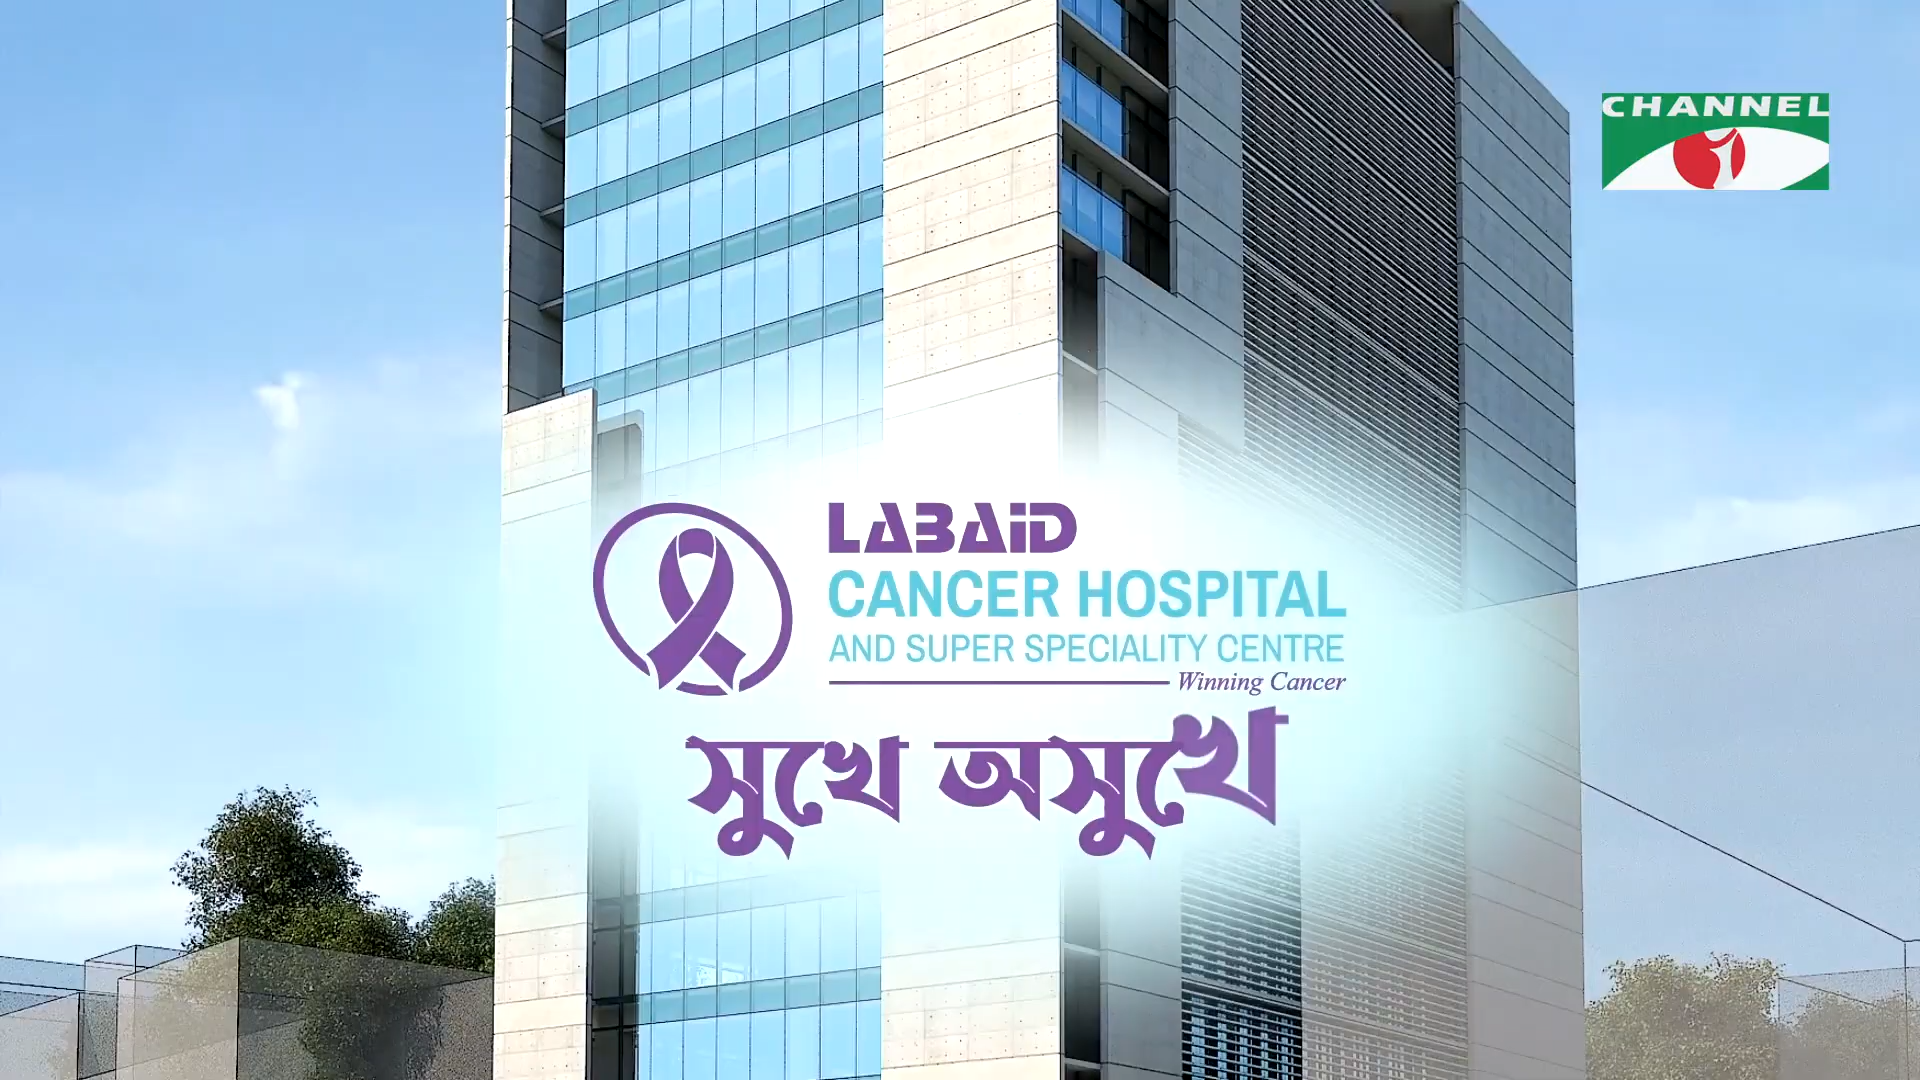 CHANNEL
LABAiD
CANCER HOSPITAL
AND SUPER SPECIALITY CENTRE
Winning Cancer
সুখে অসুখে